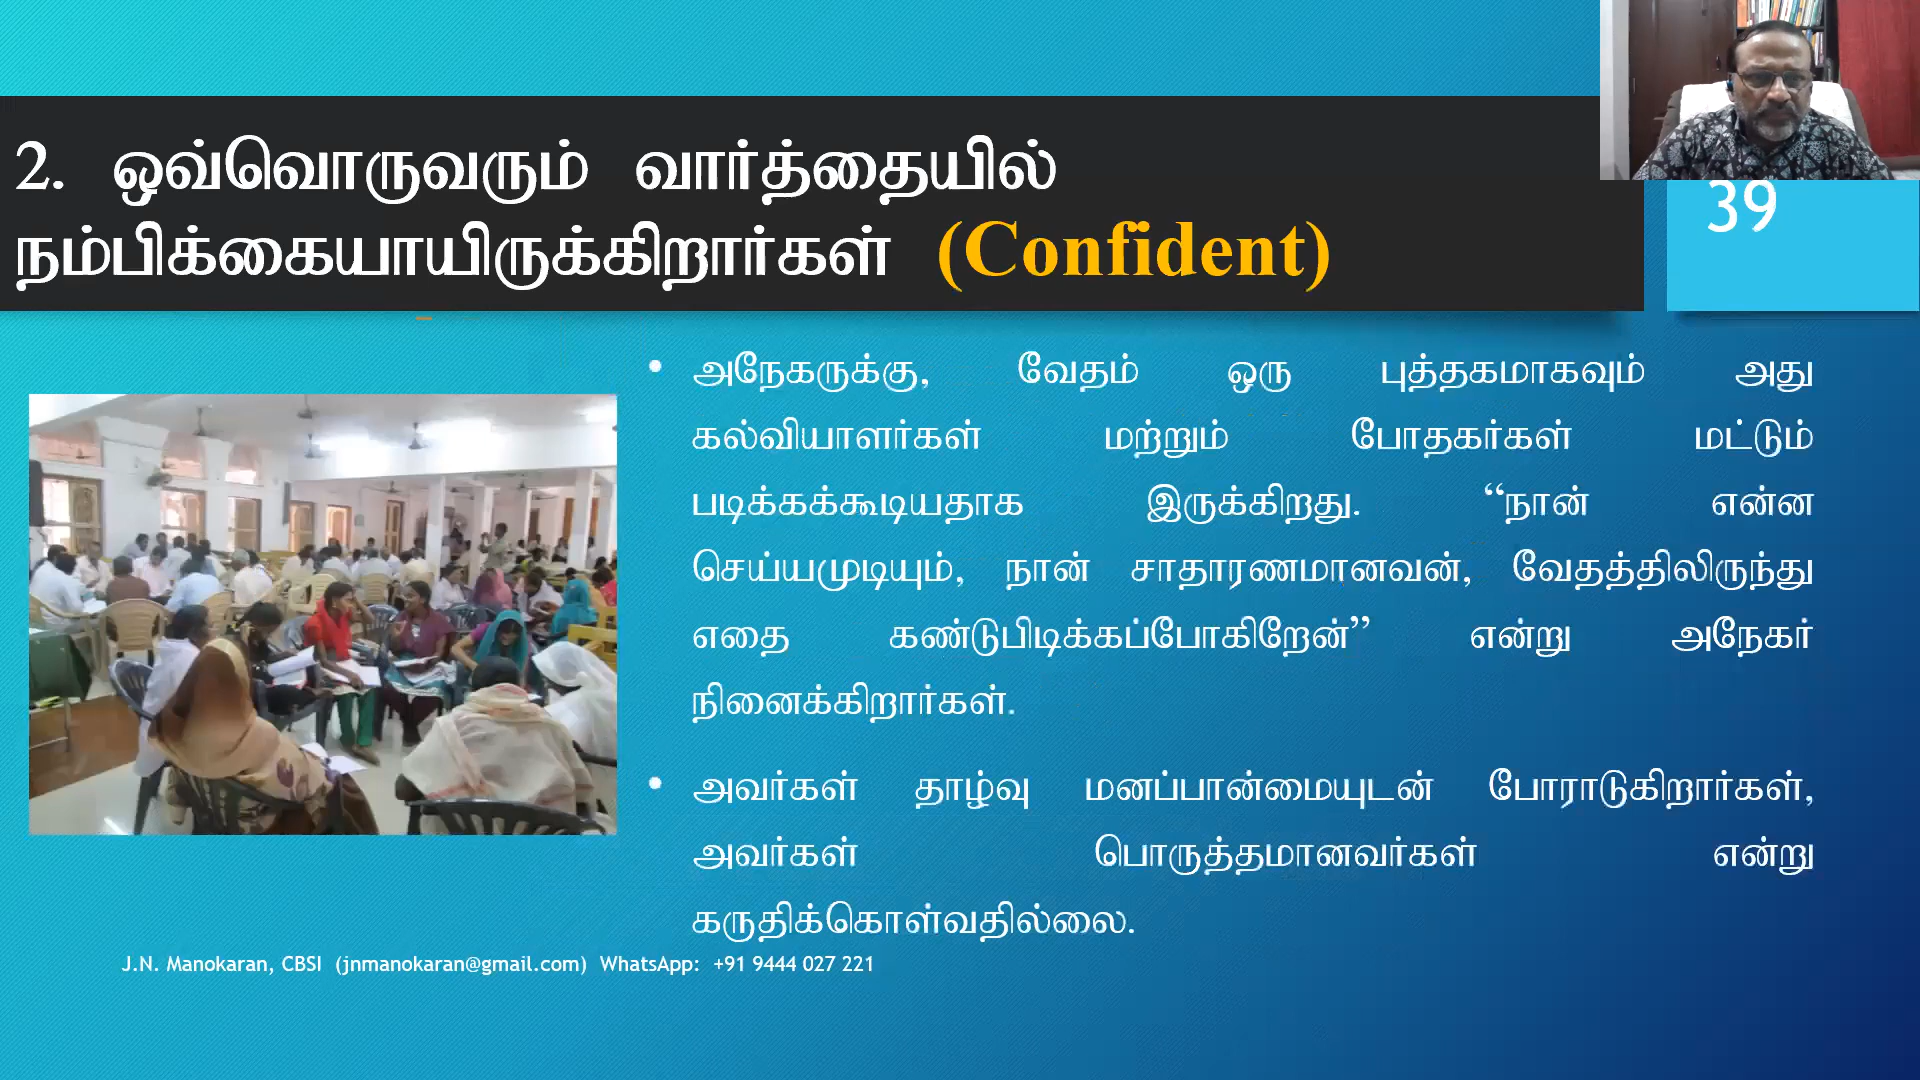 2. ஒவ்வொருவரும் வார்த்தையில்
நம்பிக்கையாயிருக்கிறார்கள் (Confident)
39
• அநேகருக்கு, வேதம் ஒரு புத்தகமாகவும் அது
கல்வியாளர்கள் மற்றும் போதகர்கள் மட்டும்
படிக்கக்கூடியதாக இருக்கிறது. “நான் என்ன
செய்யமுடியும், நான் சாதாரணமானவன், வேதத்திலிருந்து
எதை கண்டுபிடிக்கப்போகிறேன்” என்று அநேகர்
நினைக்கிறார்கள்.
• அவர்கள் தாழ்வு மனப்பான்மையுடன் போராடுகிறார்கள்,
அவர்கள் பொருத்தமானவர்கள் என்று
கருதிக்கொள்வதில்லை.
J.N. Manokaran, CBSI (jnmanokaran@gmail.com) WhatsApp: +91 9444 027 221